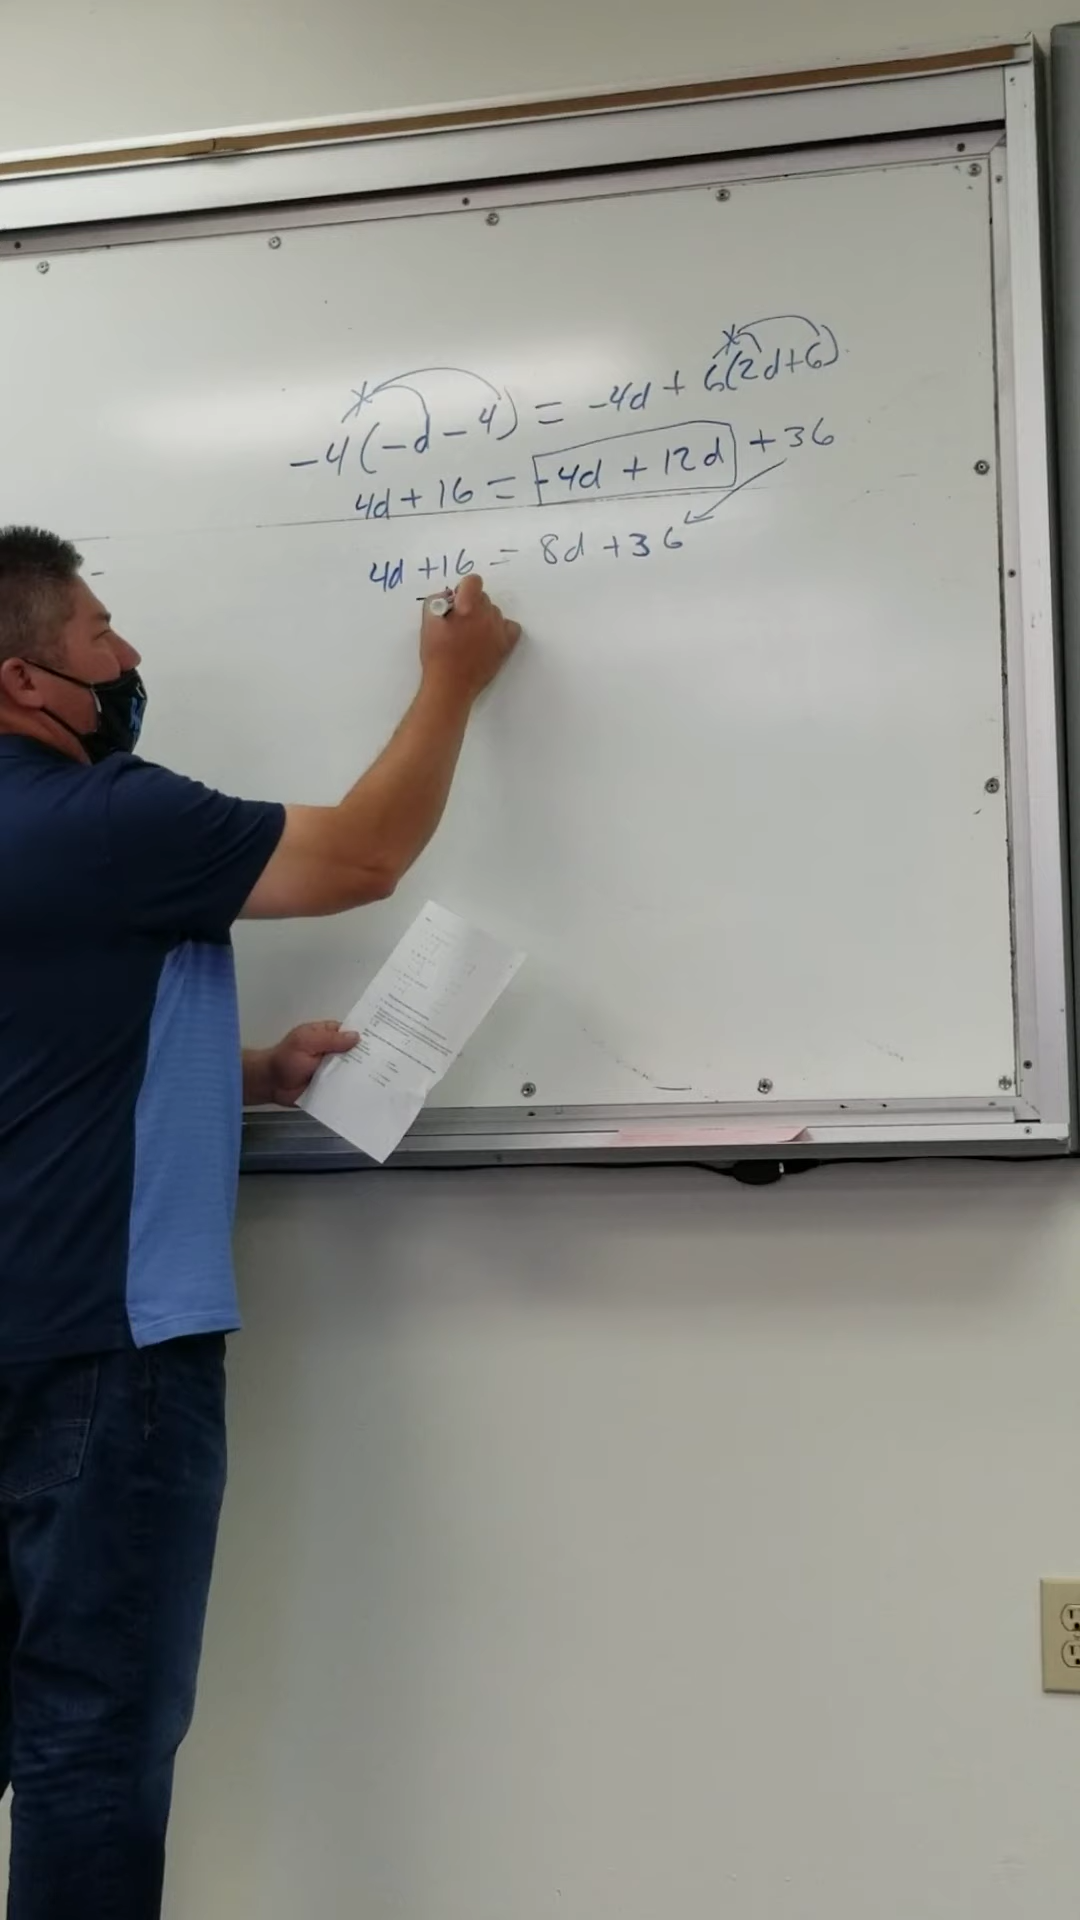 -4(-d-4) = -4d + 6(2d+6)
4d + 16 = -4d + 12d + 36
4d + 16 = 8d + 36